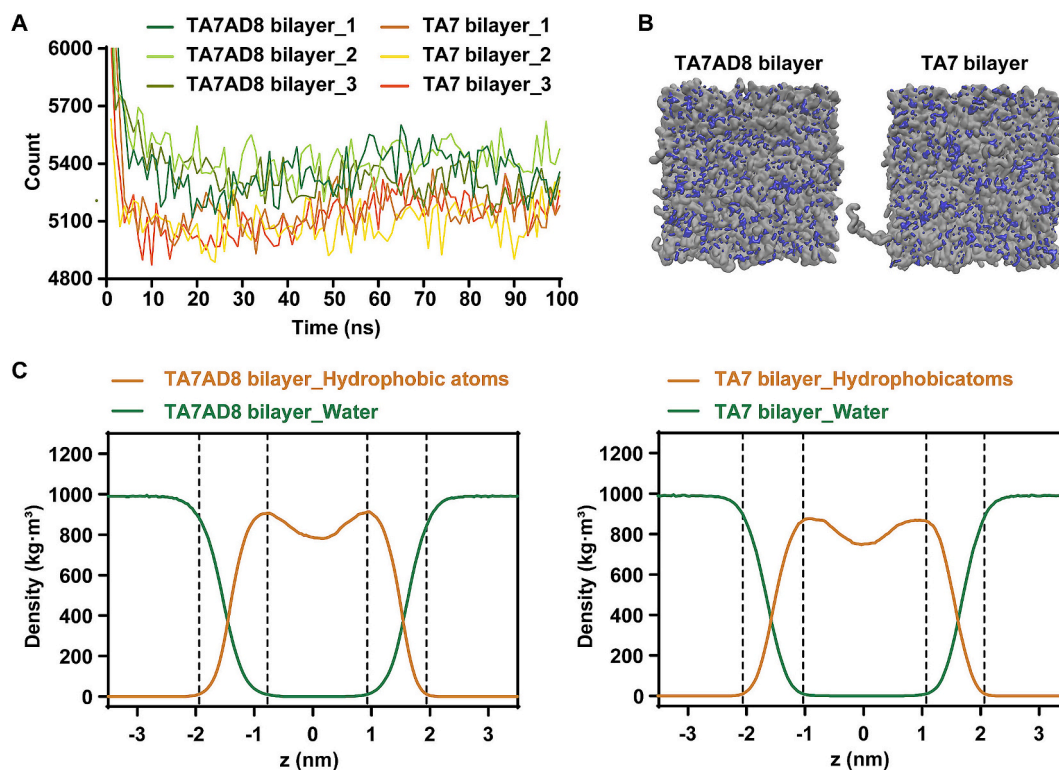 A
TA7AD8 bilayer_1
TA7 bilayer_1
TA7AD8 bilayer_2
TA7 bilayer_2
TA7AD8 bilayer_3
TA7 bilayer_3
6000
5700
5400
5100
4800
Count
0 10 20 30 40 50 60 70 80 90 100
Time (ns)
B
TA7AD8 bilayer
TA7 bilayer
C
TA7AD8 bilayer_Hydrophobic atoms
TA7AD8 bilayer_Water
1200
1000
800
600
400
200
0
Density (kg·m³)
-3 -2 -1 0 1 2 3
z (nm)
TA7 bilayer_Hydrophobicatoms
TA7 bilayer_Water
1200
1000
800
600
400
200
0
Density (kg·m³)
-3 -2 -1 0 1 2 3
z (nm)